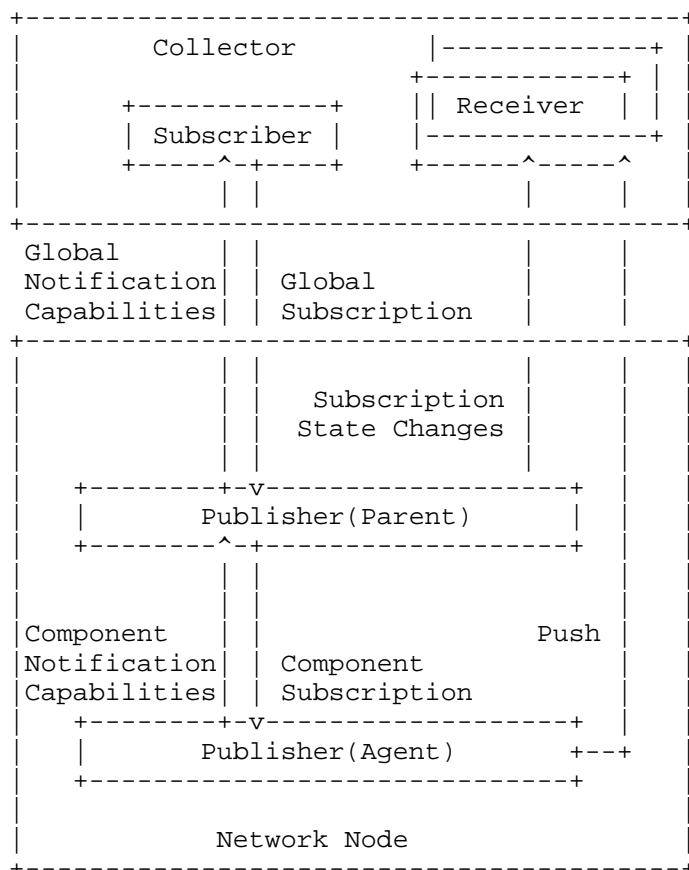 Collector
Receiver
Subscriber
Global
Notification Global
Capabilities Subscription
Subscription
State Changes
Publisher(Parent)
Component Push
Notification Component
Capabilities Subscription
Publisher(Agent)
Network Node